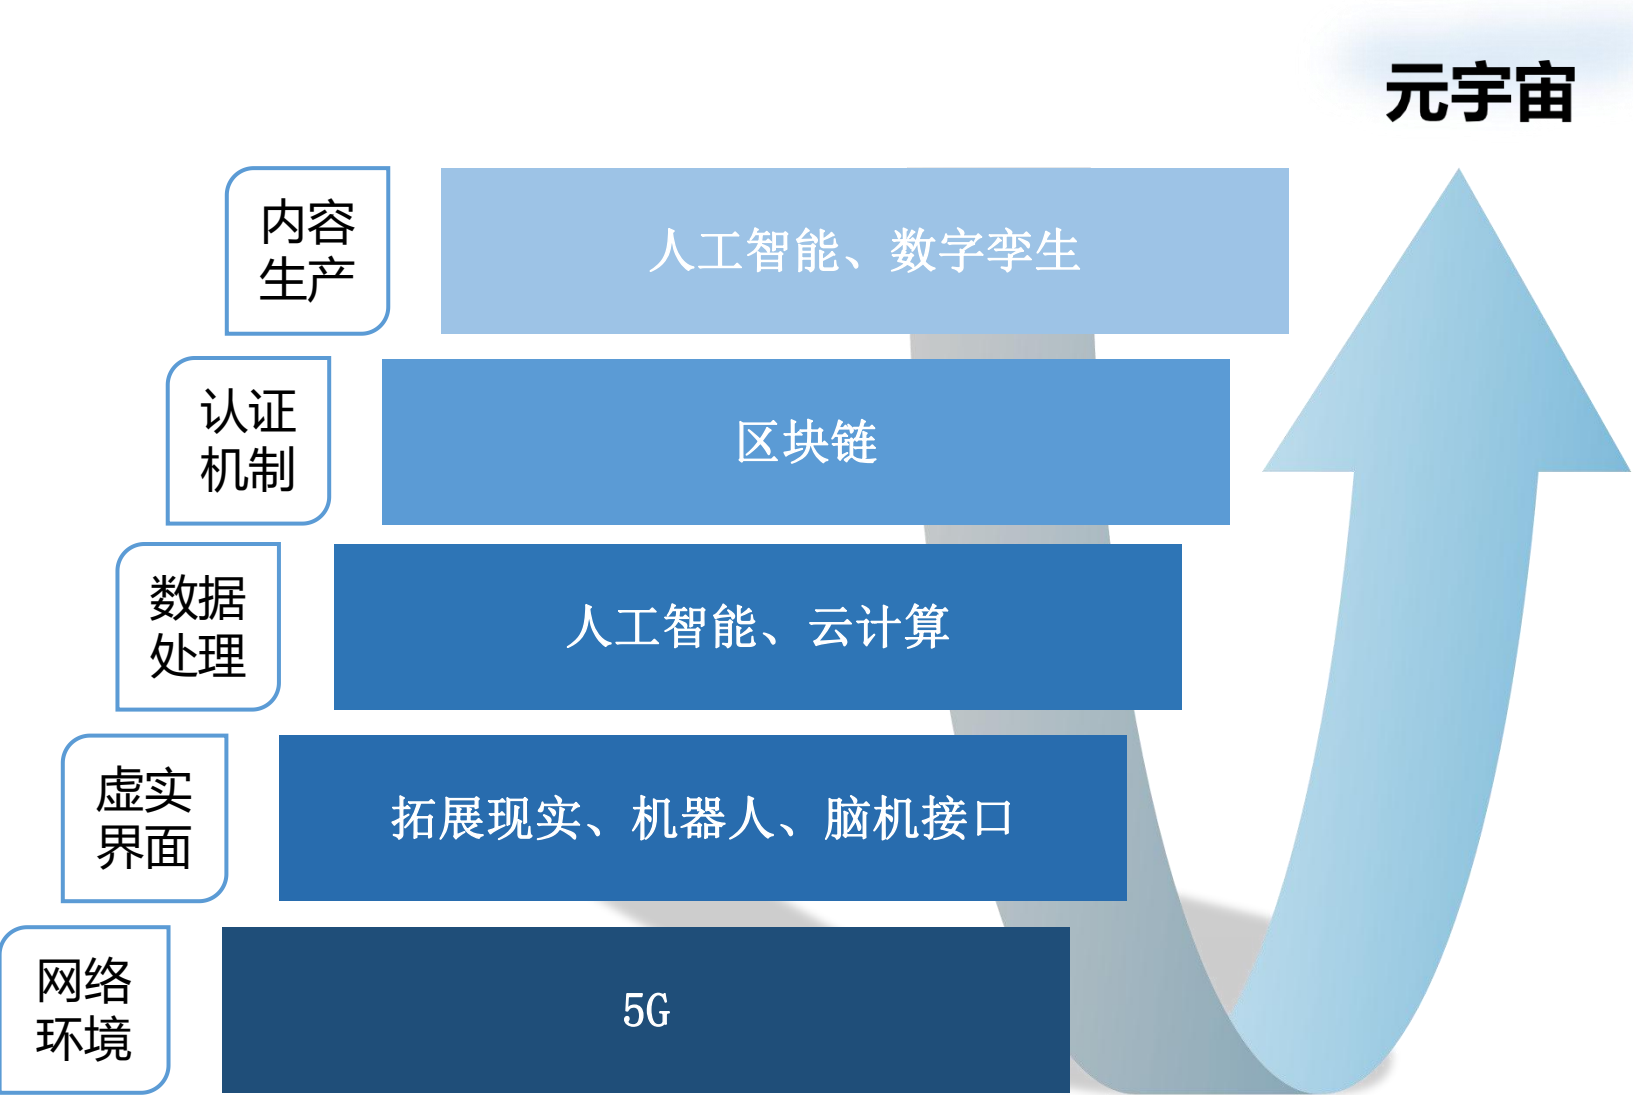 元宇宙
内容
生产
人工智能、数字孪生
认证
机制
区块链
数据
处理
人工智能、云计算
虚实
界面
拓展现实、机器人、脑机接口
网络
环境
5G